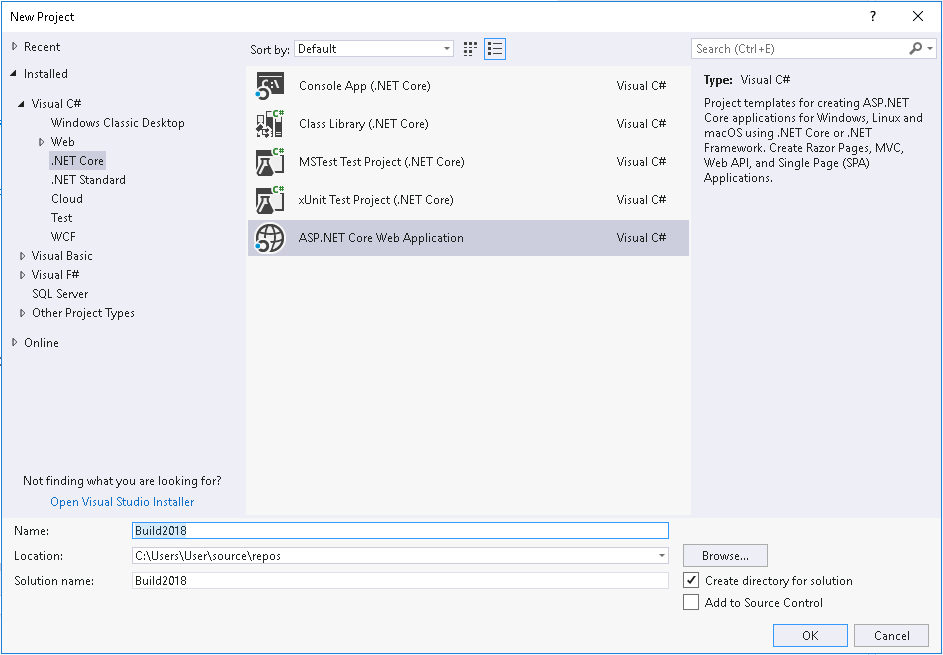 New Project
?
Recent
Installed
Visual C#
Windows Classic Desktop
Web
.NET Core
.NET Standard
Cloud
Test
WCF
Visual Basic
Visual F#
SQL Server
Other Project Types
Online
Not finding what you are looking for?
Open Visual Studio Installer
Sort by: Default
Console App (.NET Core) Visual C#
Class Library (.NET Core) Visual C#
MSTest Test Project (.NET Core) Visual C#
xUnit Test Project (.NET Core) Visual C#
ASP.NET Core Web Application Visual C#
Search (Ctrl+E)
Type: Visual C#
Project templates for creating ASP.NET
Core applications for Windows, Linux and
macOS using .NET Core or .NET
Framework. Create Razor Pages, MVC,
Web API, and Single Page (SPA)
Applications.
Name: Build2018
Location: C:\Users\User\source\repos
Browse...
Solution name: Build2018
Create directory for solution
Add to Source Control
OK
Cancel